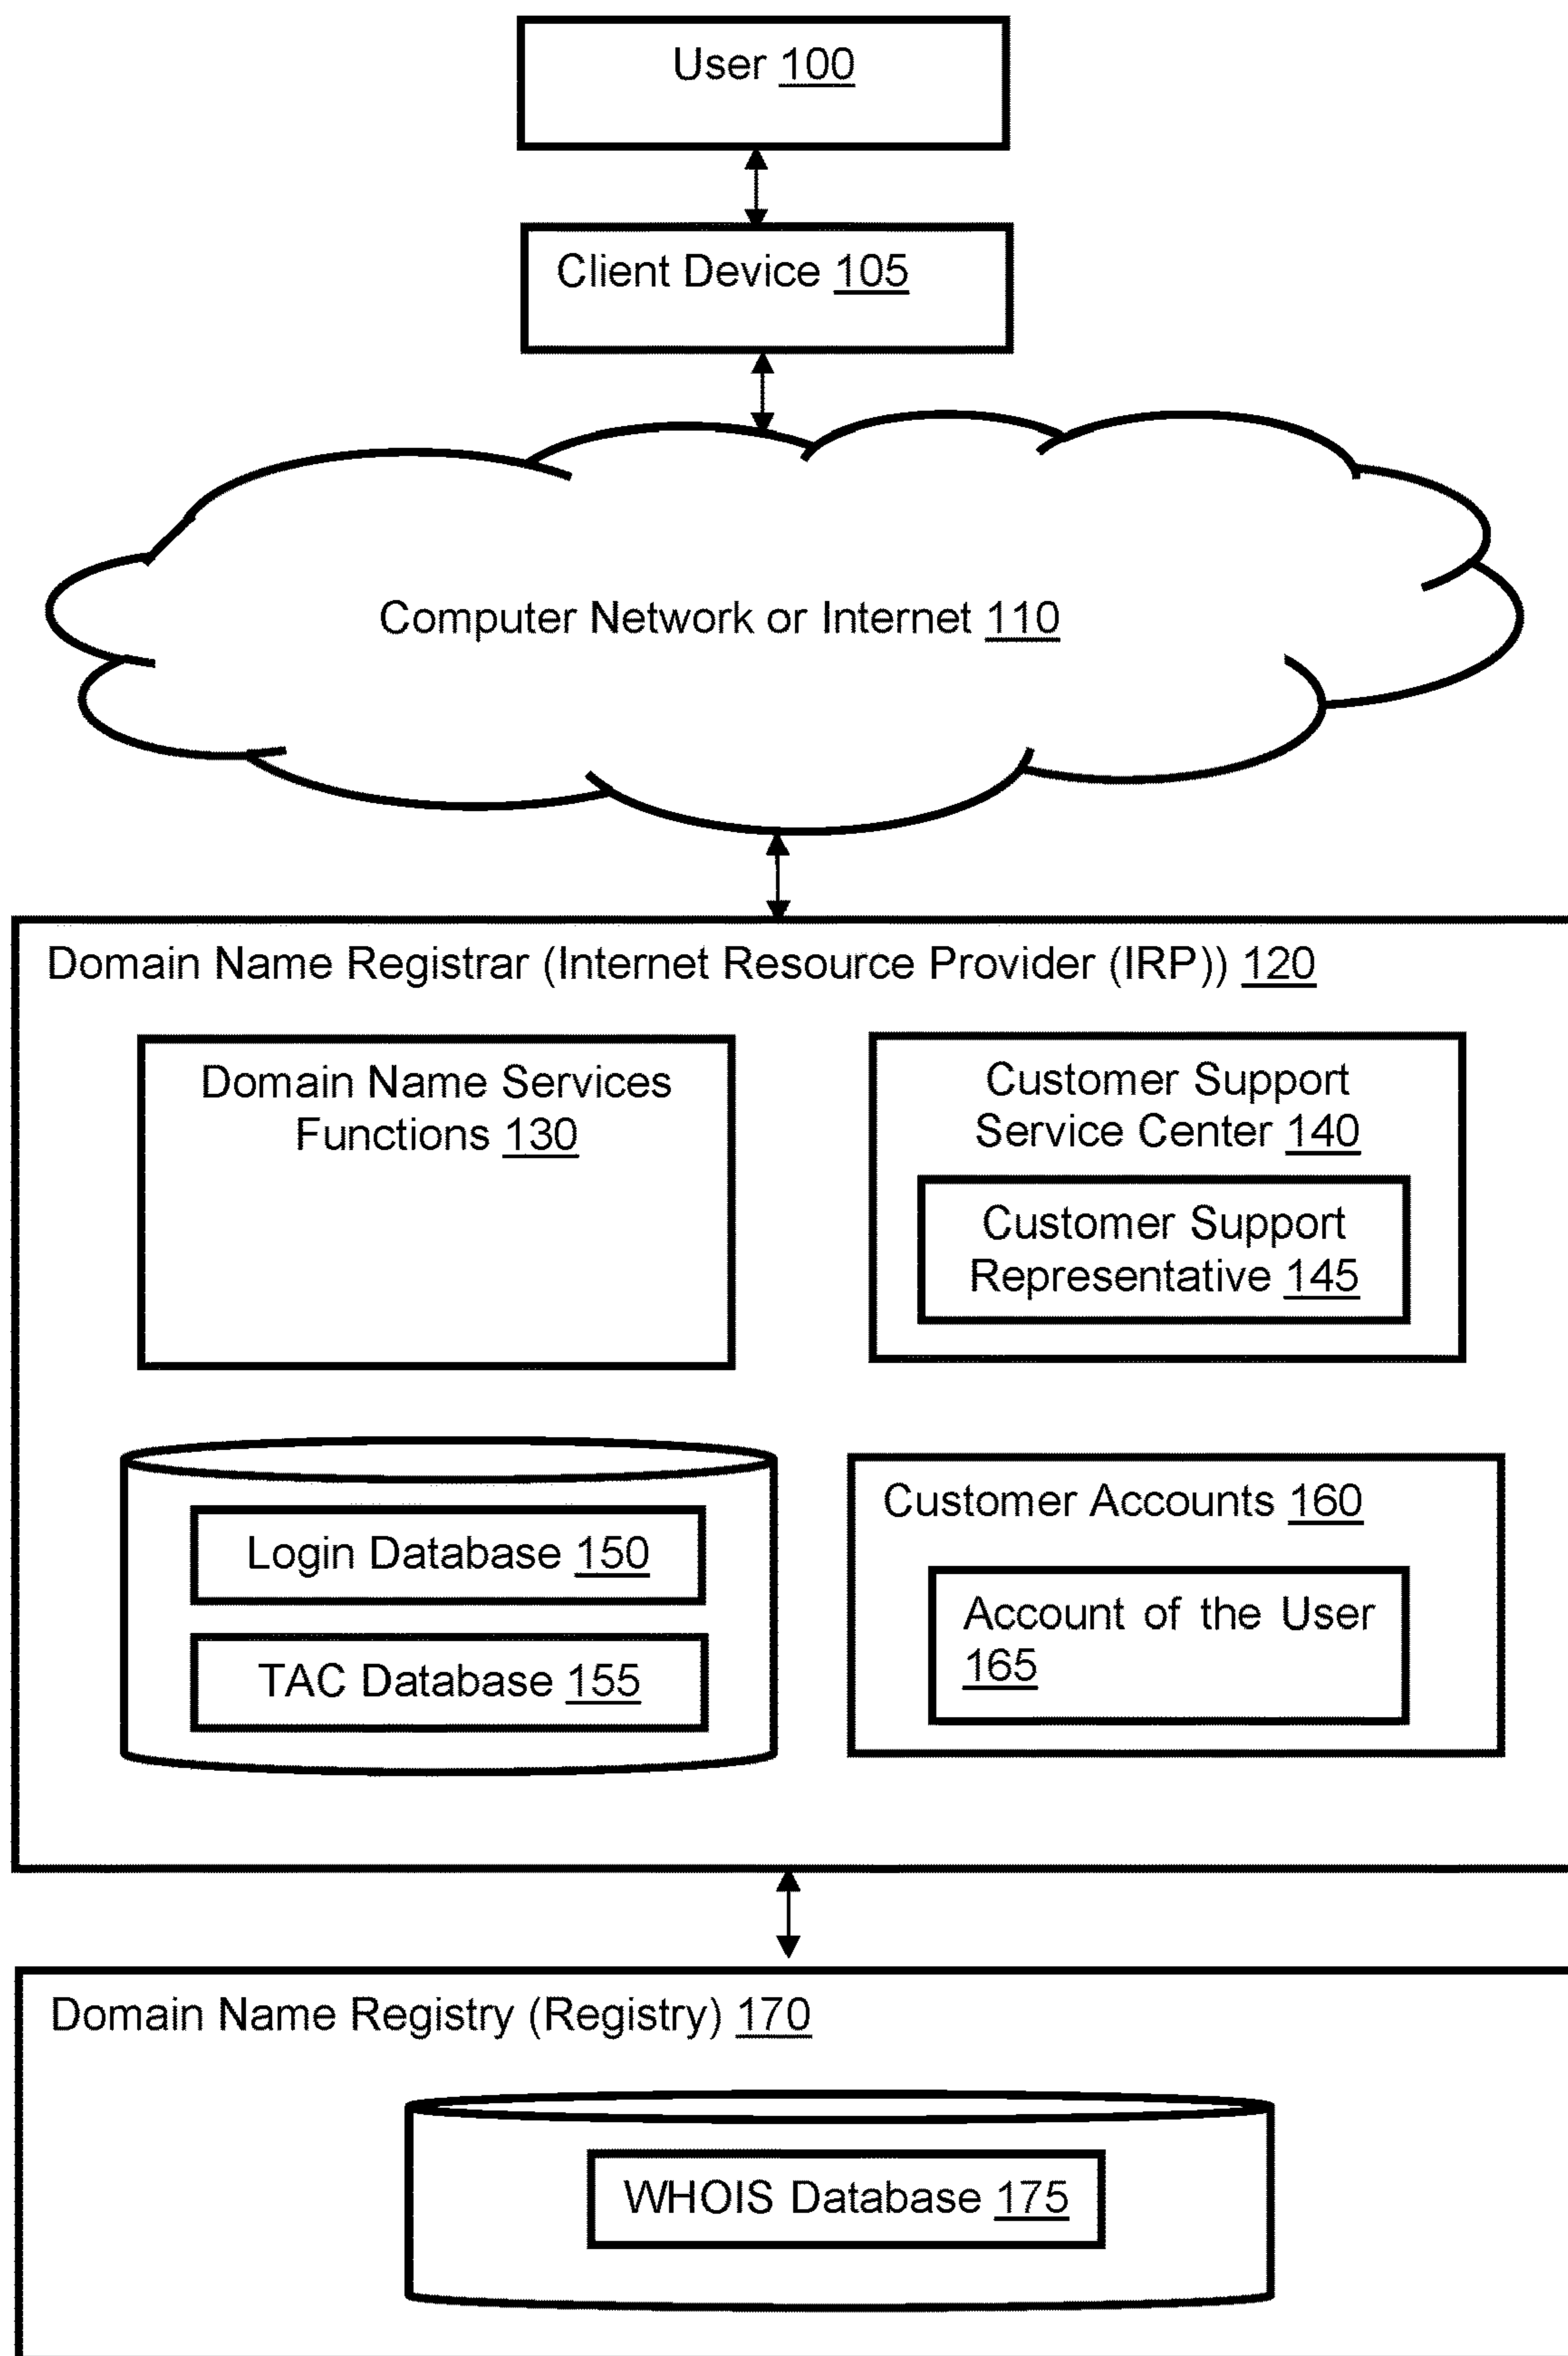 User 100
Client Device 105
Computer Network or Internet 110
Domain Name Registrar (Internet Resource Provider (IRP)) 120
Domain Name Services
Functions 130
Customer Support
Service Center 140
Customer Support
Representative 145
Login Database 150
TAC Database 155
Customer Accounts 160
Account of the User
165
Domain Name Registry (Registry) 170
WHOIS Database 175